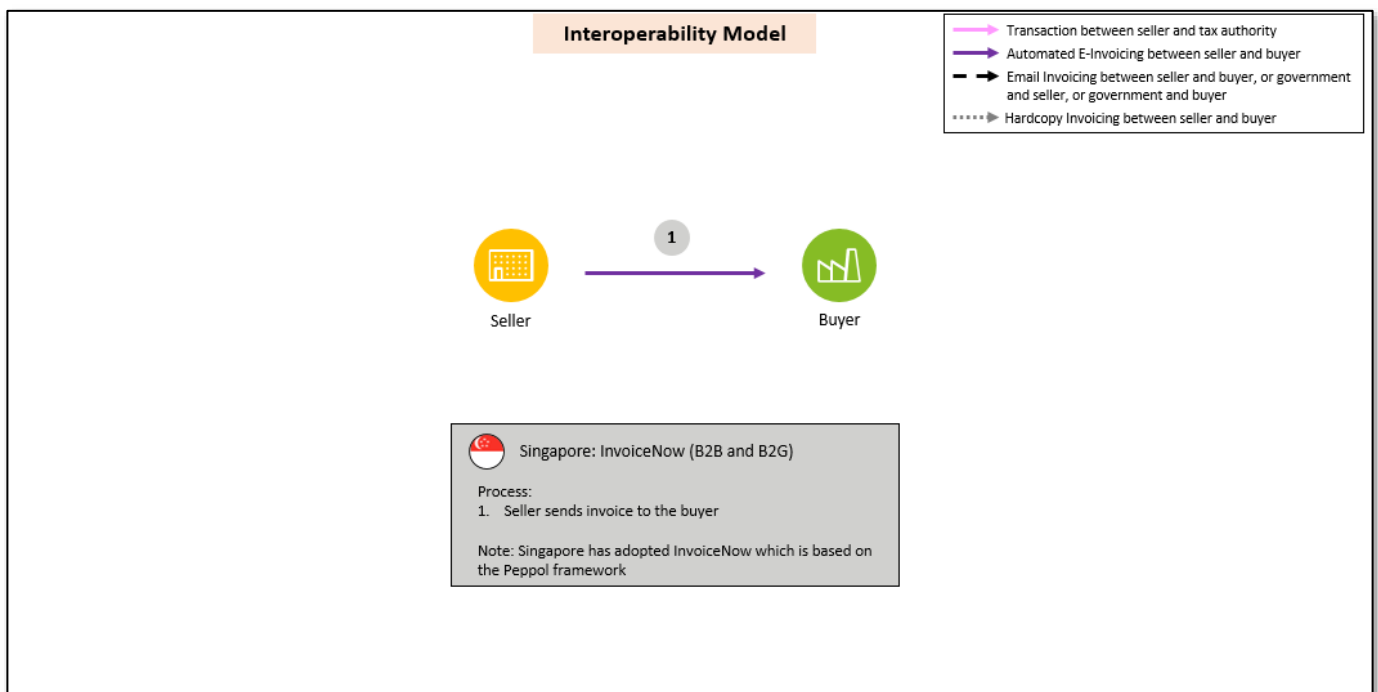 Interoperability Model
Transaction between seller and tax authority
Automated E-Invoicing between seller and buyer
Email Invoicing between seller and buyer, or government
and seller, or government and buyer
Hardcopy Invoicing between seller and buyer
1
Seller
Buyer
Singapore: InvoiceNow (B2B and B2G)
Process:
1. Seller sends invoice to the buyer
Note: Singapore has adopted InvoiceNow which is based on
the Peppol framework